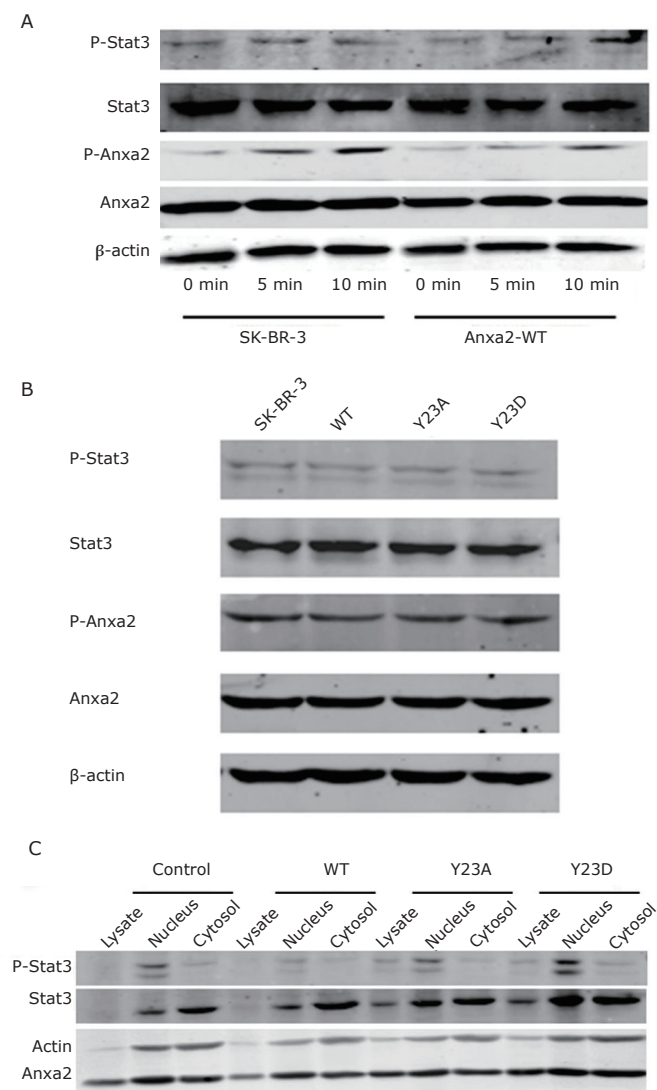 A
P-Stat3
Stat3
P-Anxa2
Anxa2
β-actin
0 min 5 min 10 min 0 min 5 min 10 min
SK-BR-3 Anxa2-WT
B
SK-BR-3 WT Y23A Y23D
P-Stat3
Stat3
P-Anxa2
Anxa2
β-actin
C
Control WT Y23A Y23D
Lysate Nucleus Cytosol Lysate Nucleus Cytosol Lysate Nucleus Cytosol Lysate Nucleus Cytosol
P-Stat3
Stat3
Actin
Anxa2